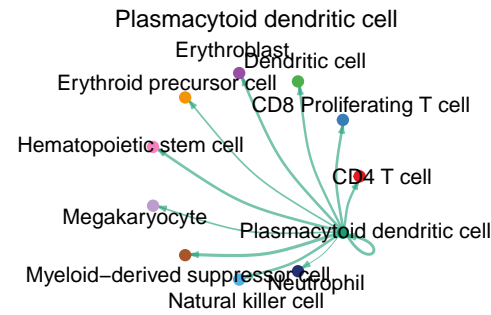 Plasmacytoid dendritic cell
Erythroblast
Dendritic cell
Erythroid precursor cell
CD8 Proliferating T cell
Hematopoietic stem cell
CD4 T cell
Megakaryocyte
Plasmacytoid dendritic cell
Myeloid−derived suppressor cell
Neutrophil
Natural killer cell